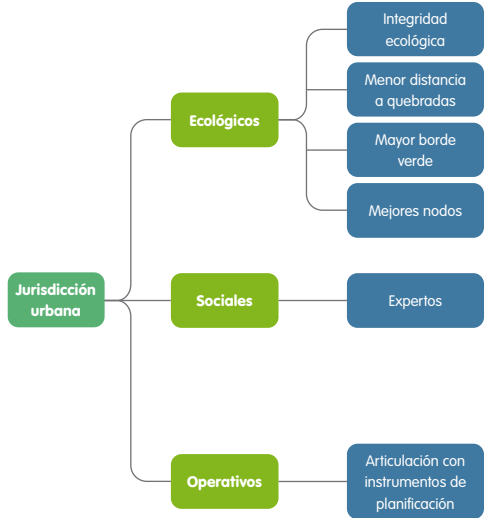 Jurisdicción
urbana
Ecológicos
Integridad
ecológica
Menor distancia
a quebradas
Mayor borde
verde
Mejores nodos
Sociales
Expertos
Operativos
Articulación con
instrumentos de
planificación